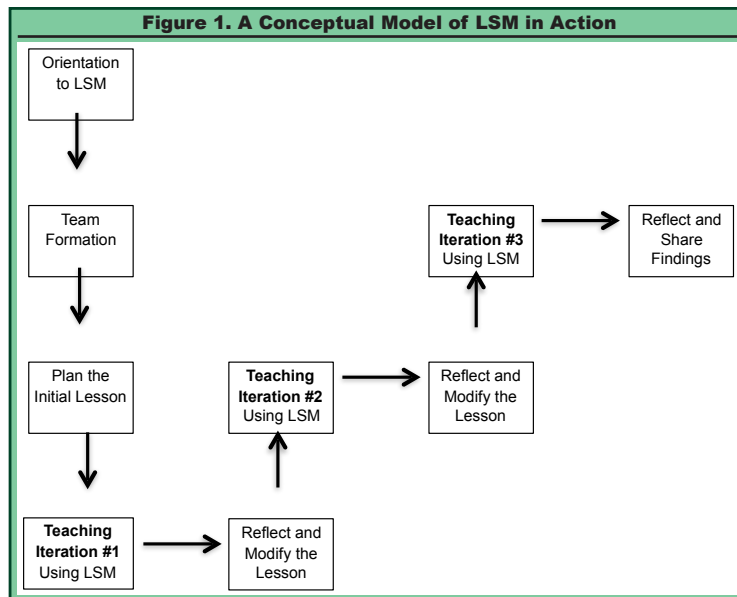 Figure 1. A Conceptual Model of LSM in Action
Orientation
to LSM
Team
Formation
Teaching
Iteration #3
Using LSM
Reflect and
Share
Findings
Plan the
Initial Lesson
Teaching
Iteration #2
Using LSM
Reflect and
Modify the
Lesson
Teaching
Iteration #1
Using LSM
Reflect and
Modify the
Lesson